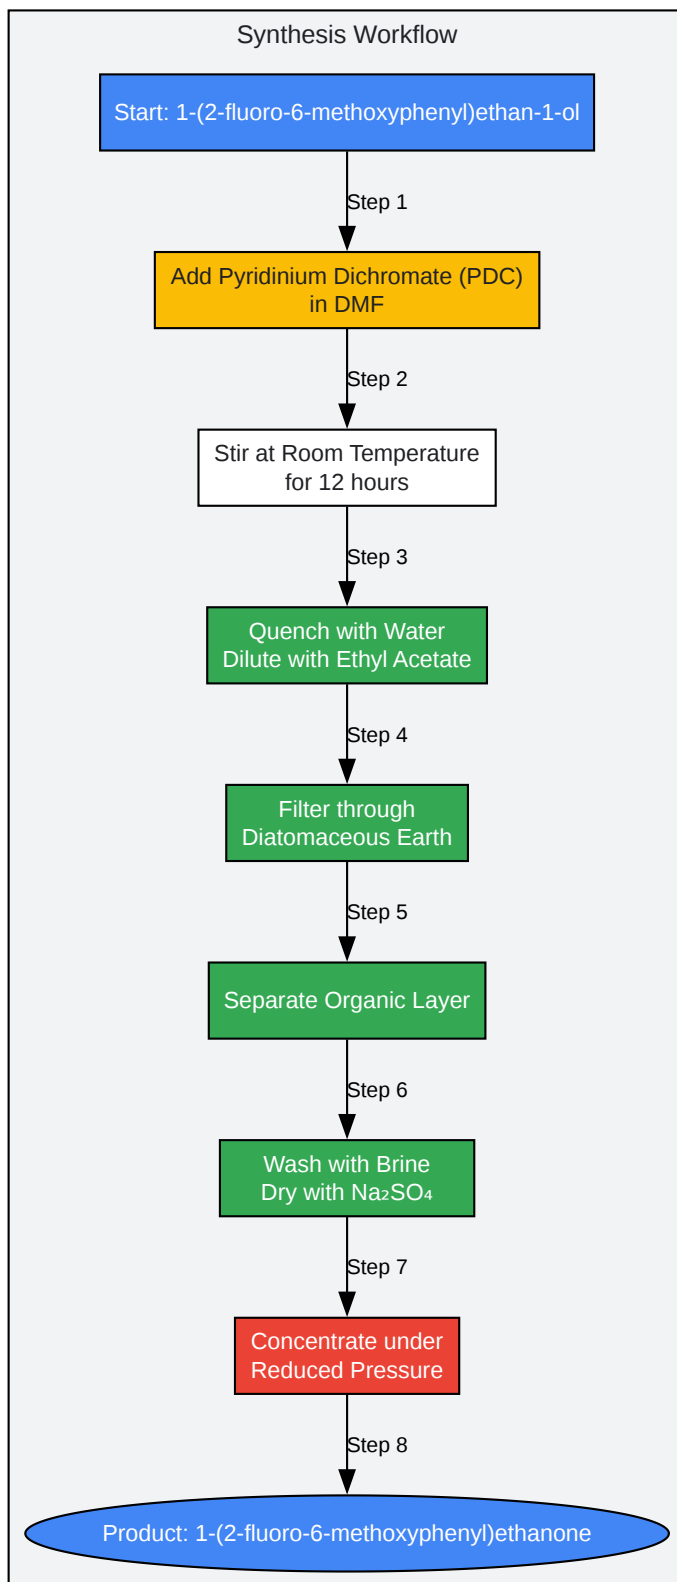 Synthesis Workflow
Start: 1-(2-fluoro-6-methoxyphenyl)ethan-1-ol
Step 1
Add Pyridinium Dichromate (PDC)
in DMF
Step 2
Stir at Room Temperature
for 12 hours
Step 3
Quench with Water
Dilute with Ethyl Acetate
Step 4
Filter through
Diatomaceous Earth
Step 5
Separate Organic Layer
Step 6
Wash with Brine
Dry with Na₂SO₄
Step 7
Concentrate under
Reduced Pressure
Step 8
Product: 1-(2-fluoro-6-methoxyphenyl)ethanone